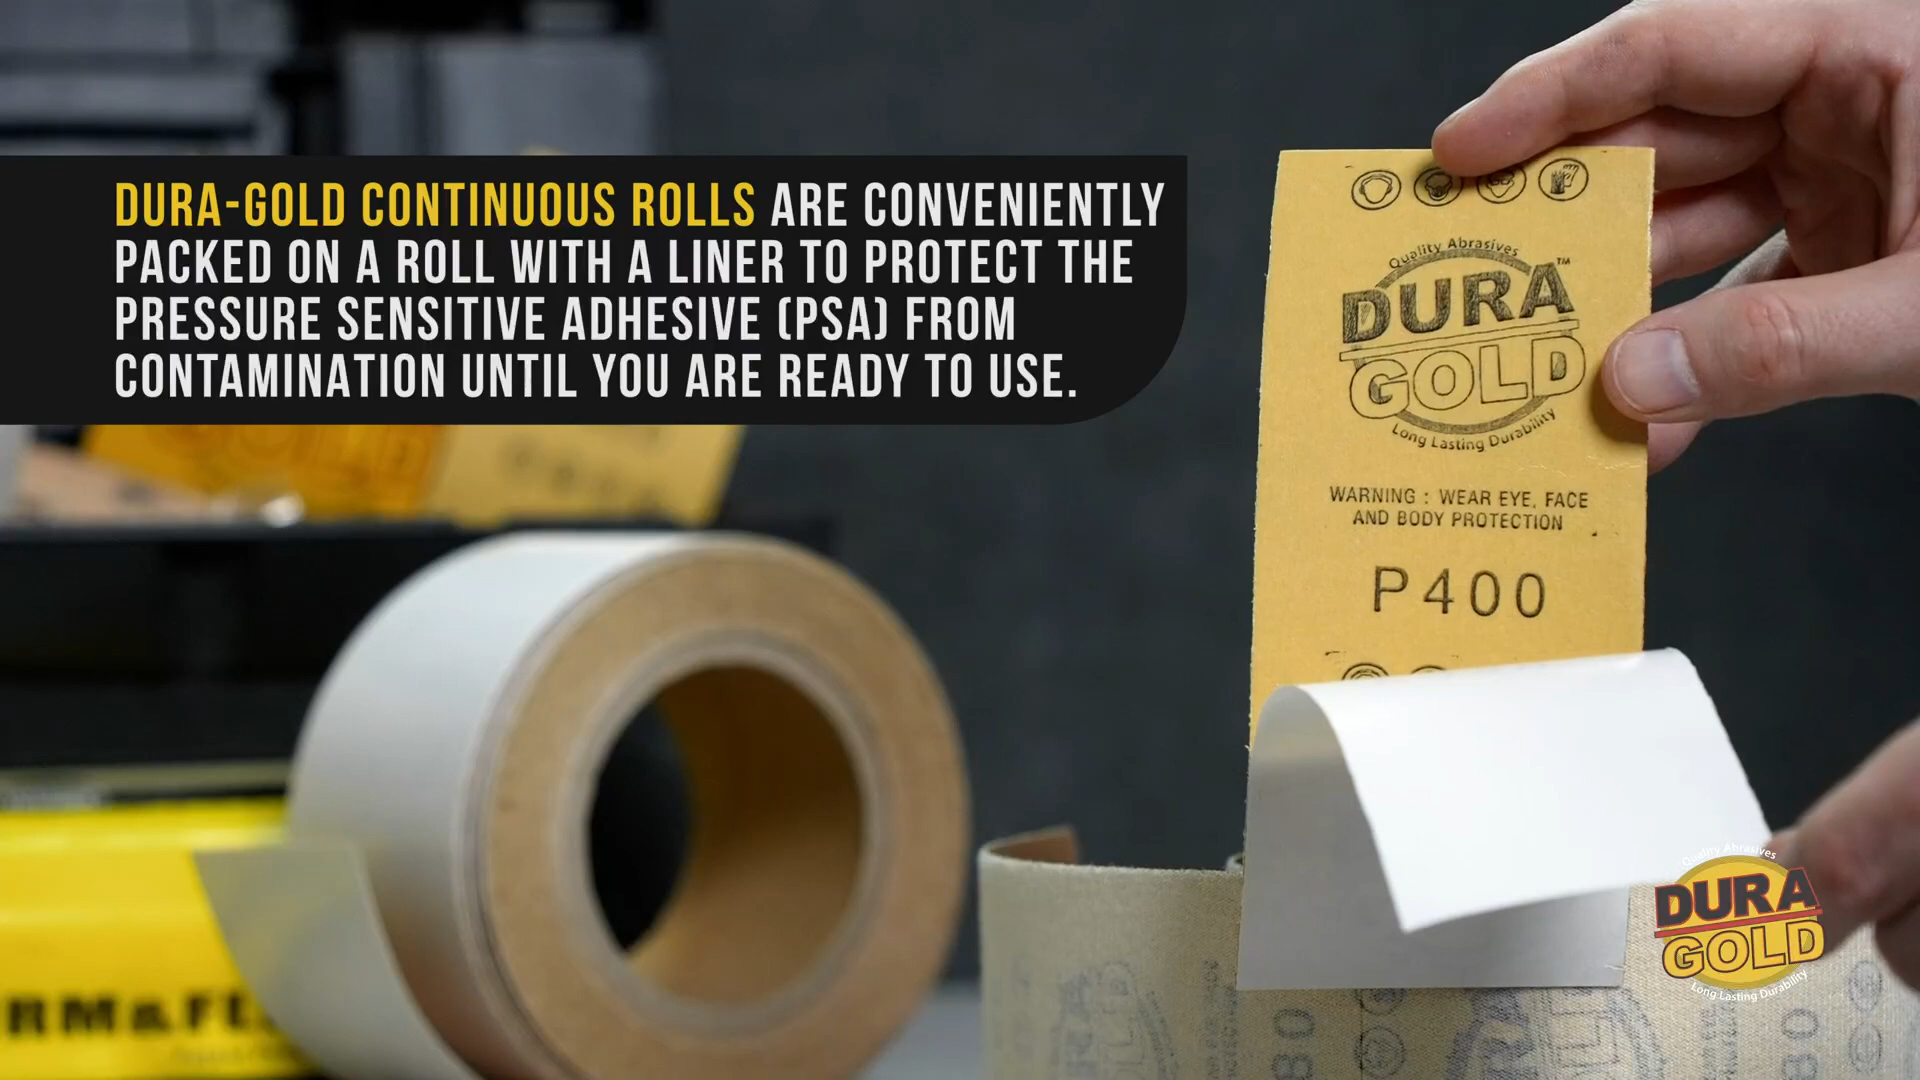 DURA-GOLD CONTINUOUS ROLLS ARE CONVENIENTLY
PACKED ON A ROLL WITH A LINER TO PROTECT THE
PRESSURE SENSITIVE ADHESIVE (PSA) FROM
CONTAMINATION UNTIL YOU ARE READY TO USE.
Quality Abrasives
DURA™
GOLD
Long Lasting Durability
WARNING : WEAR EYE, FACE
AND BODY PROTECTION
P400
Quality Abrasives
DURA
GOLD
Long Lasting Durability